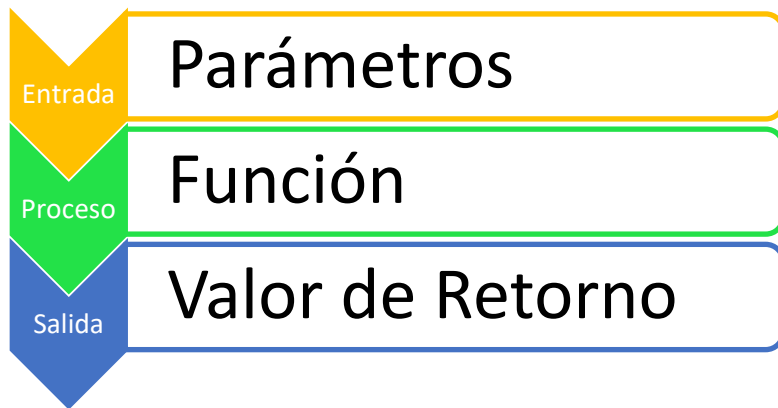 Entrada
Parámetros
Proceso
Función
Salida
Valor de Retorno